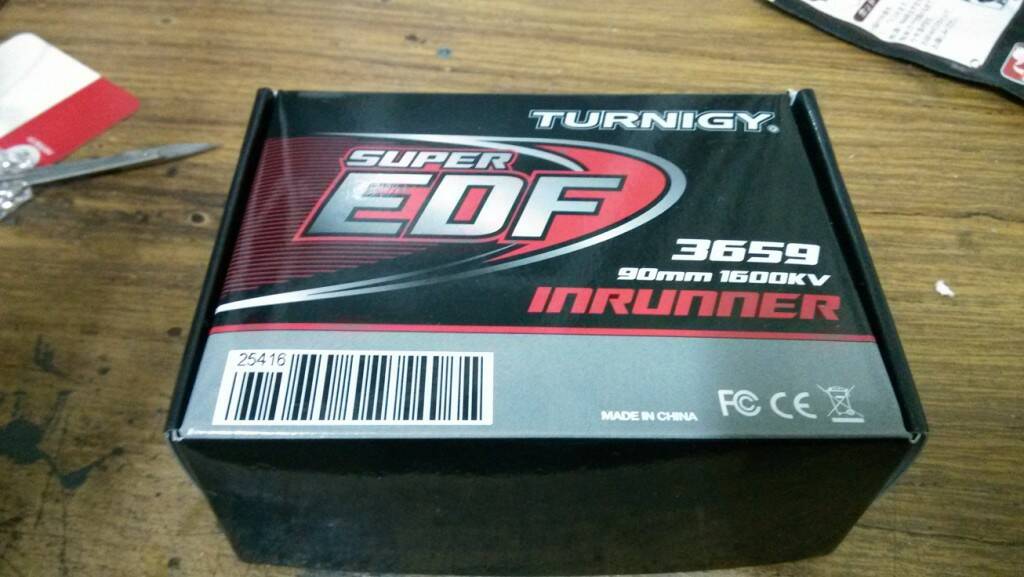 TURNIGY
SUPER
EDF
3659
90mm 1600KV
INRUNNER
25416
MADE IN CHINA
FC CE